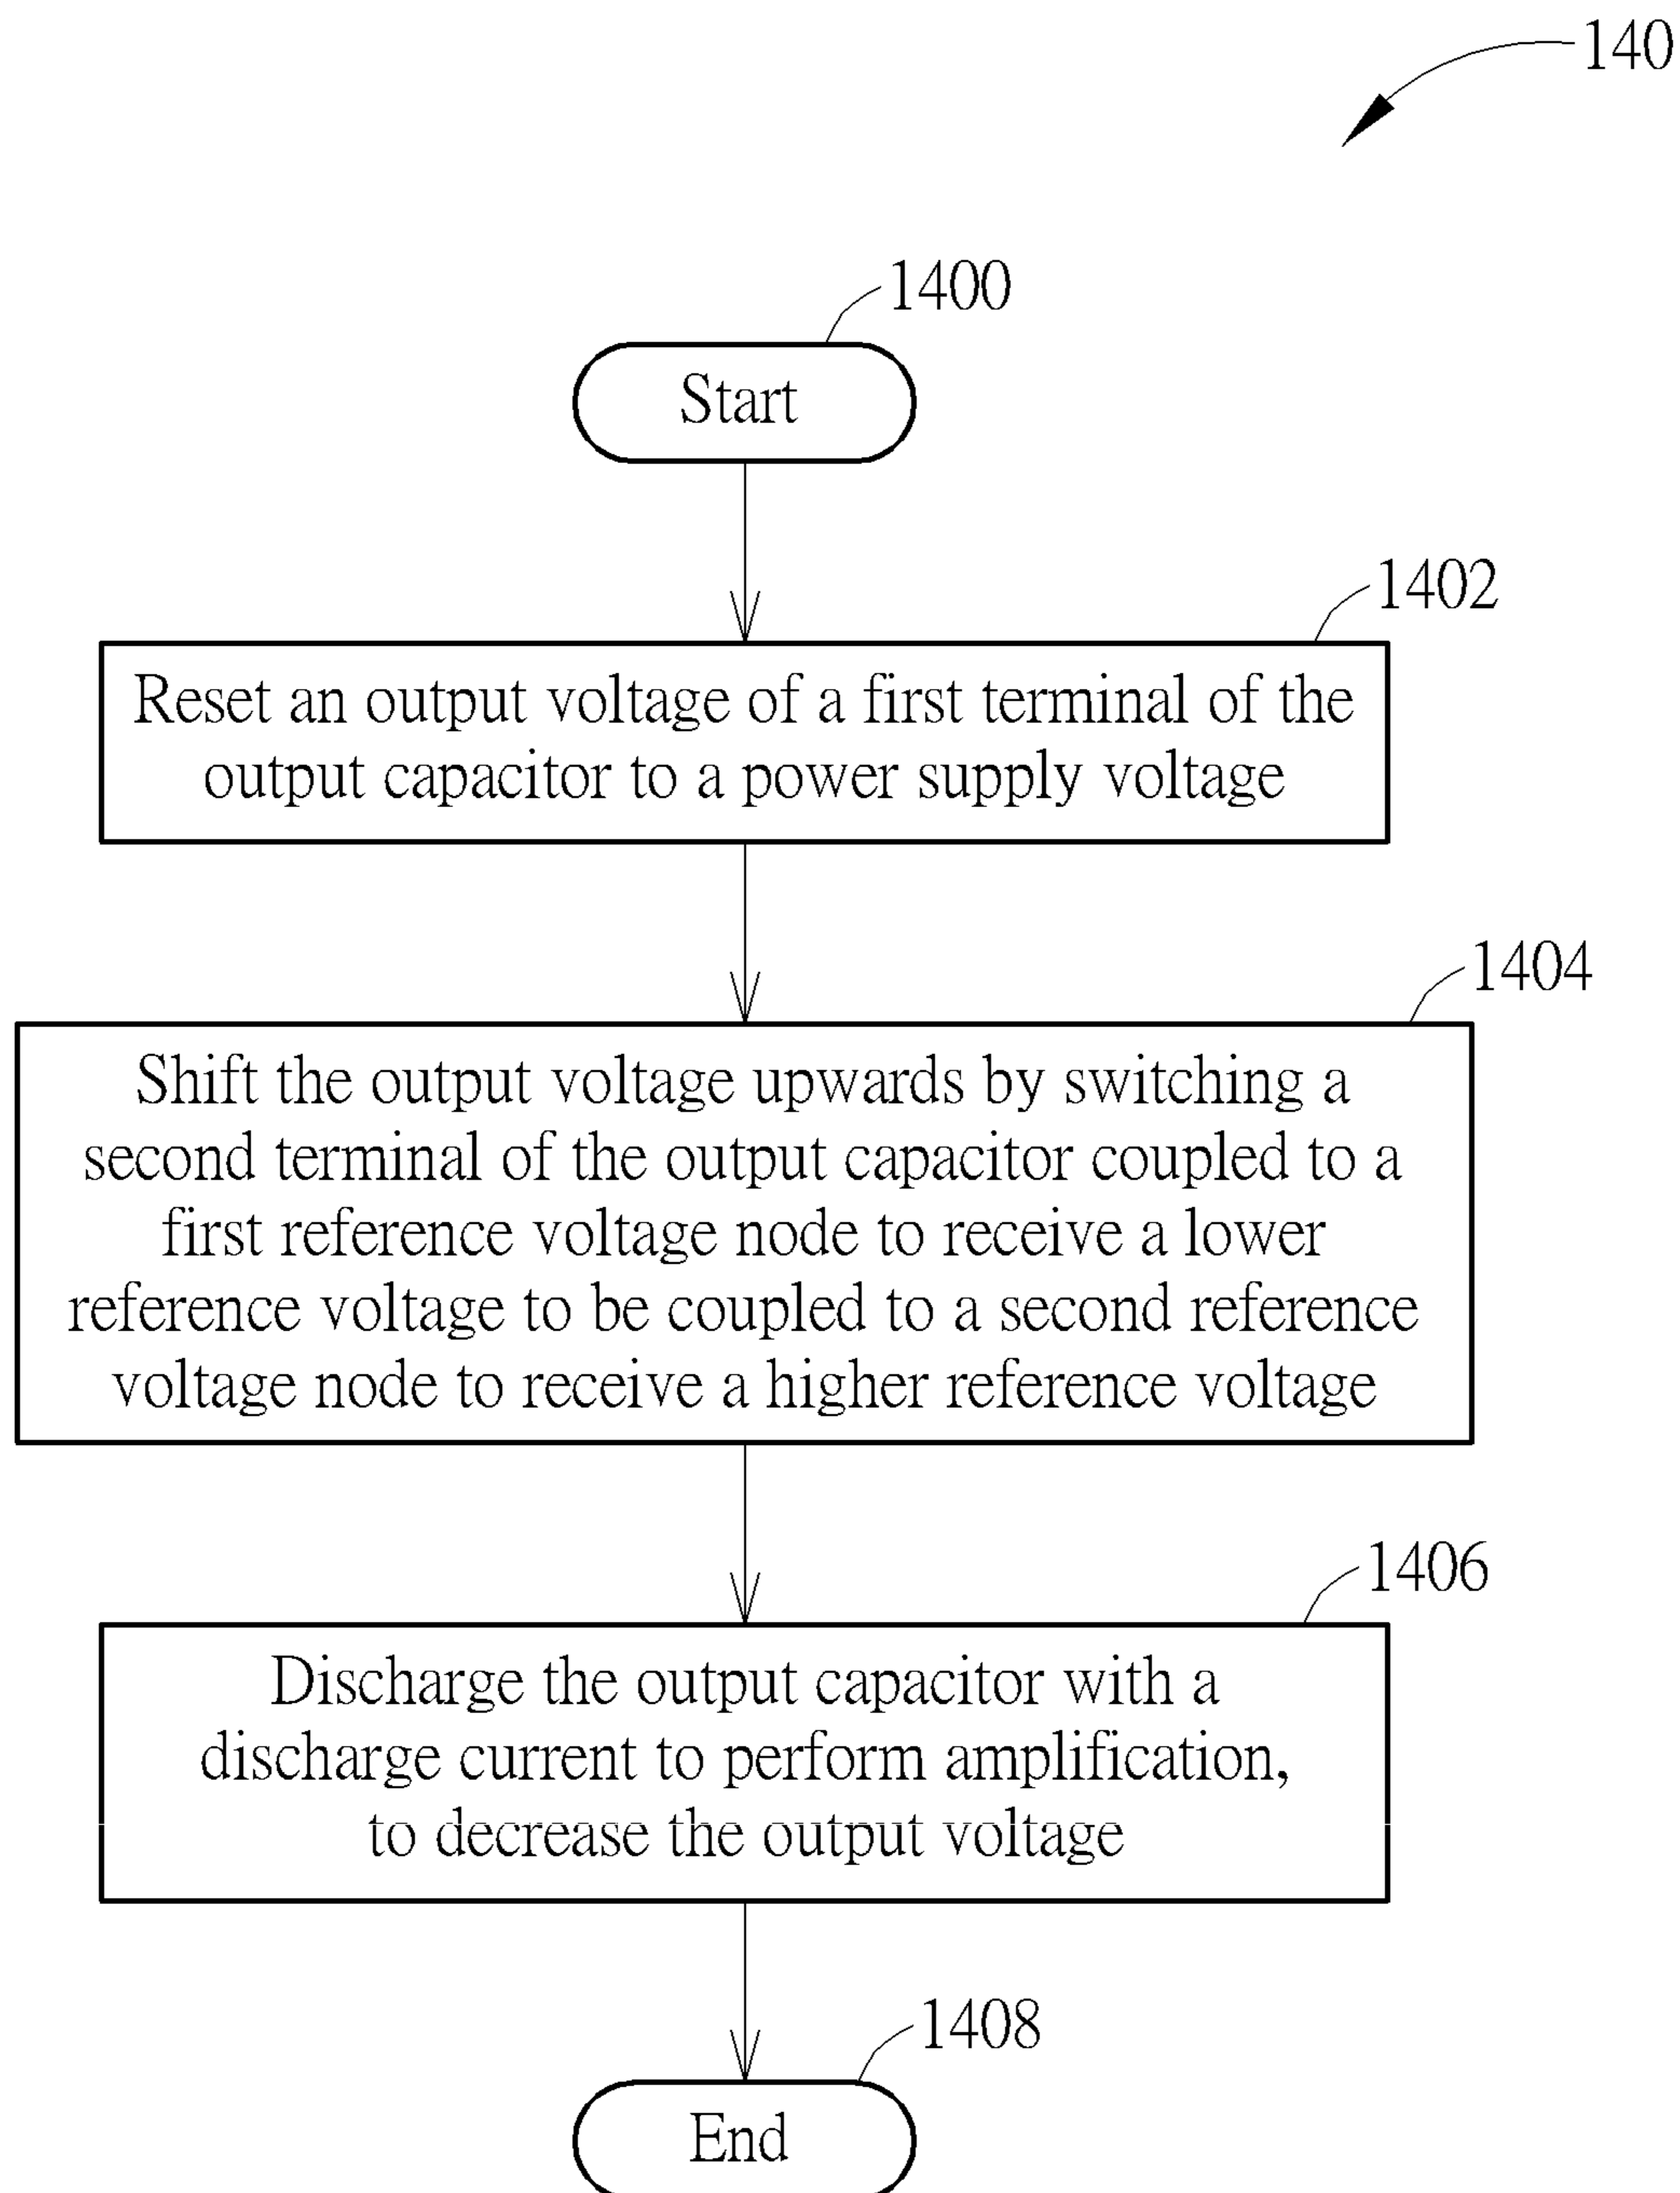 140
1400
Start
1402
Reset an output voltage of a first terminal of the
output capacitor to a power supply voltage
1404
Shift the output voltage upwards by switching a
second terminal of the output capacitor coupled to a
first reference voltage node to receive a lower
reference voltage to be coupled to a second reference
voltage node to receive a higher reference voltage
1406
Discharge the output capacitor with a
discharge current to perform amplification,
to decrease the output voltage
1408
End